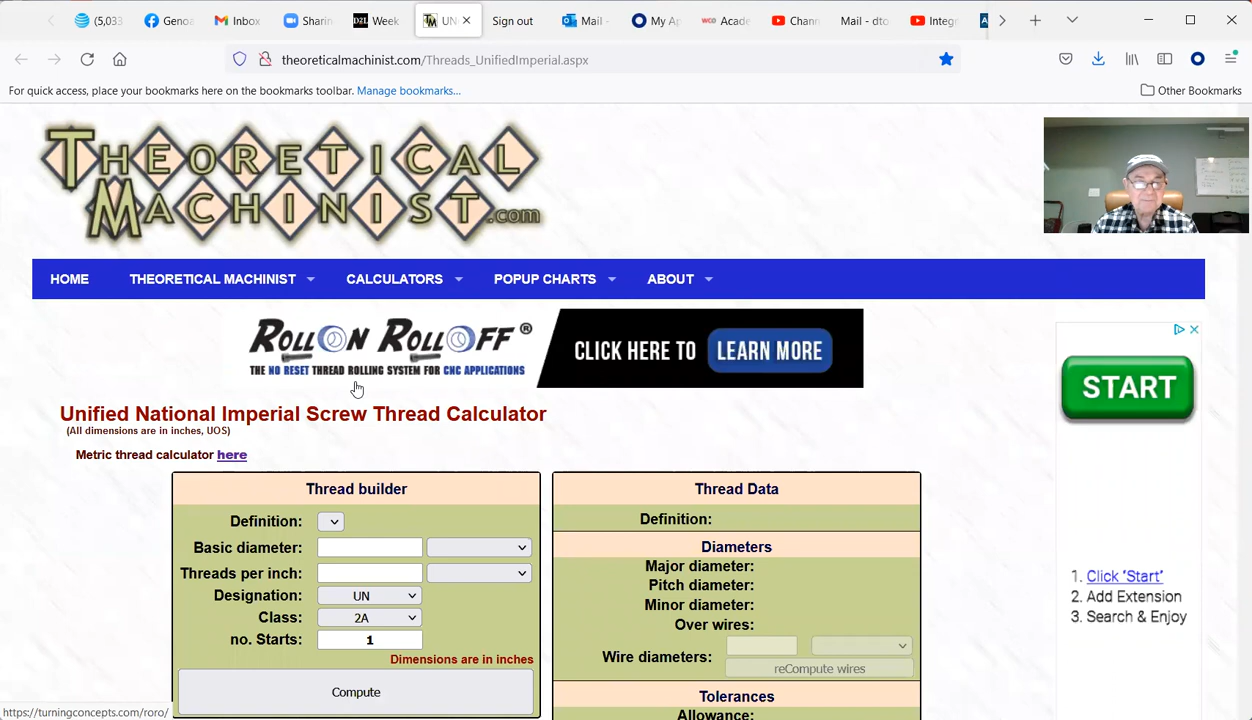 (5,033
Genoa
Inbox
Sharin
D2L
Week
UN
Sign out
Mail -
My Ap
WCD
Acade
Chann
Mail - dto
Integr
theoreticalmachinist.com/Threads_UnifiedImperial.aspx
For quick access, place your bookmarks here on the bookmarks toolbar. Manage bookmarks...
Other Bookmarks
THEORETICAL
MACHINIST.com
HOME
THEORETICAL MACHINIST
CALCULATORS
POPUP CHARTS
ABOUT
ROLLON ROLLOFF®
THE NO RESET THREAD ROLLING SYSTEM FOR CNC APPLICATIONS
CLICK HERE TO LEARN MORE
START
1. Click 'Start'
2. Add Extension
3. Search & Enjoy
Unified National Imperial Screw Thread Calculator
(All dimensions are in inches, UOS)
Metric thread calculator here
Thread builder
Definition:
Basic diameter:
Threads per inch:
Designation: UN
Class: 2A
no. Starts: 1
Dimensions are in inches
Compute
Thread Data
Definition:
Diameters
Major diameter:
Pitch diameter:
Minor diameter:
Over wires:
Wire diameters:
reCompute wires
Tolerances
Allowance:
https://turningconcepts.com/roro/